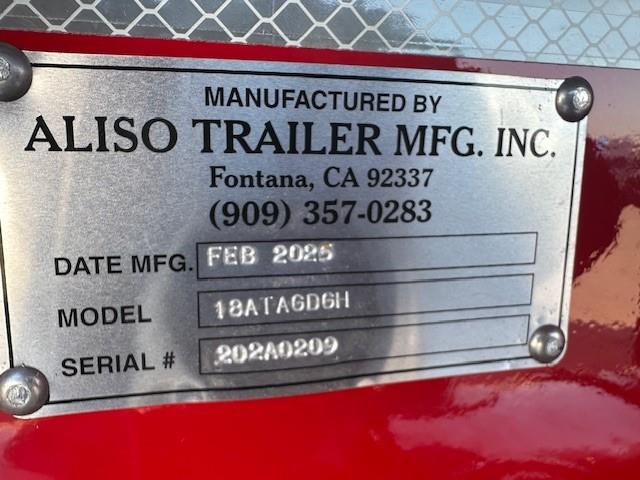 MANUFACTURED BY
ALISO TRAILER MFG. INC.
Fontana, CA 92337
(909) 357-0283
DATE MFG. FEB 2025
MODEL 18ATAGDGH
SERIAL # 202A0209